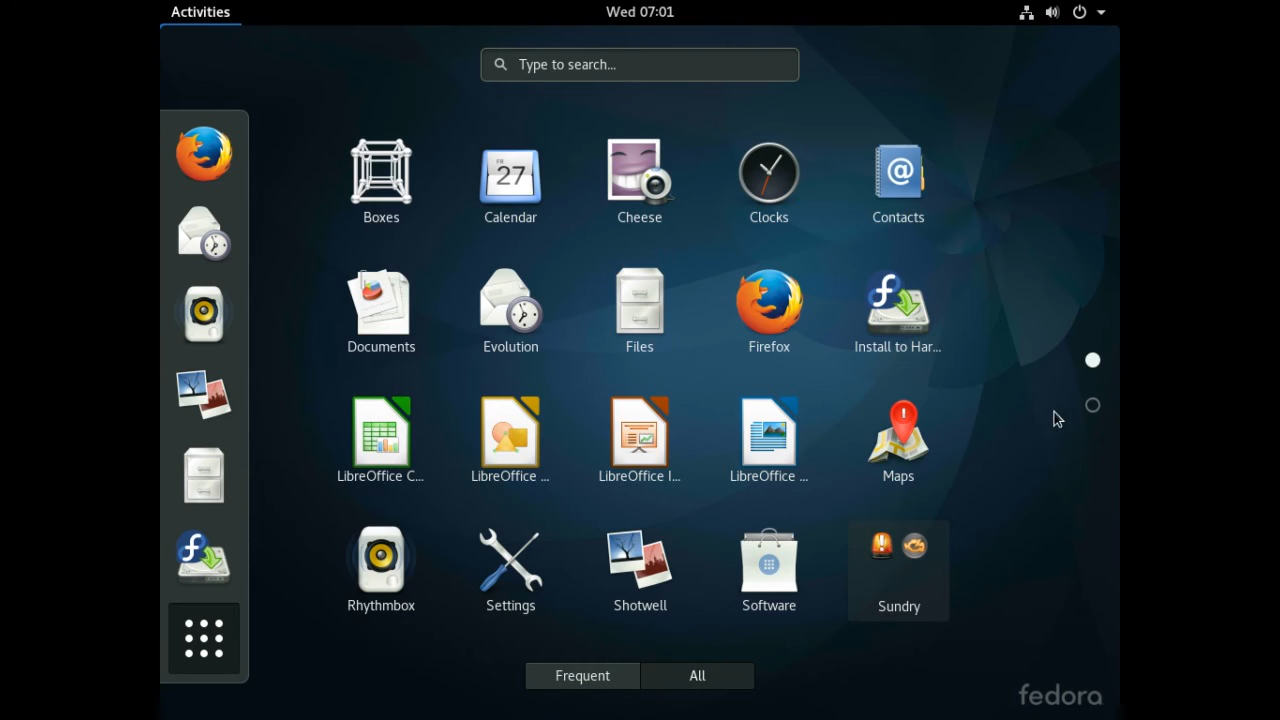 Activities
Wed 07:01
Type to search...
Boxes
FR
27
Calendar
Cheese
Clocks
@
Contacts
Documents
Evolution
Files
Firefox
Install to Har...
LibreOffice C...
LibreOffice ...
LibreOffice I...
LibreOffice ...
Maps
Rhythmbox
Settings
Shotwell
Software
Sundry
Frequent
All
fedora